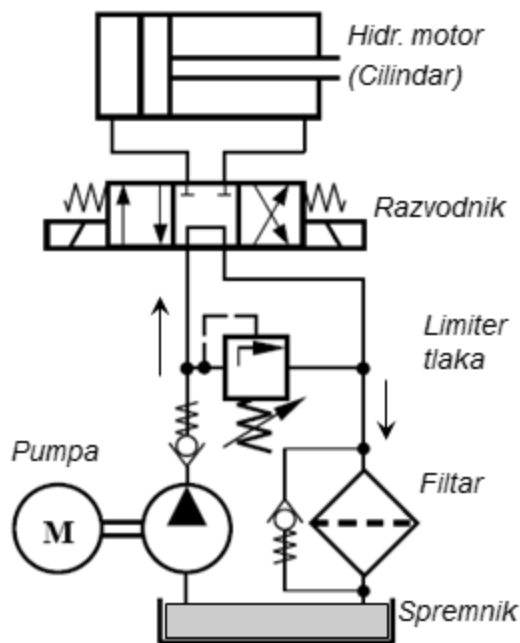 Hidr. motor
(Cilindar)
Razvodnik
Limiter
tlaka
Pumpa
M
Filtar
Spremnik